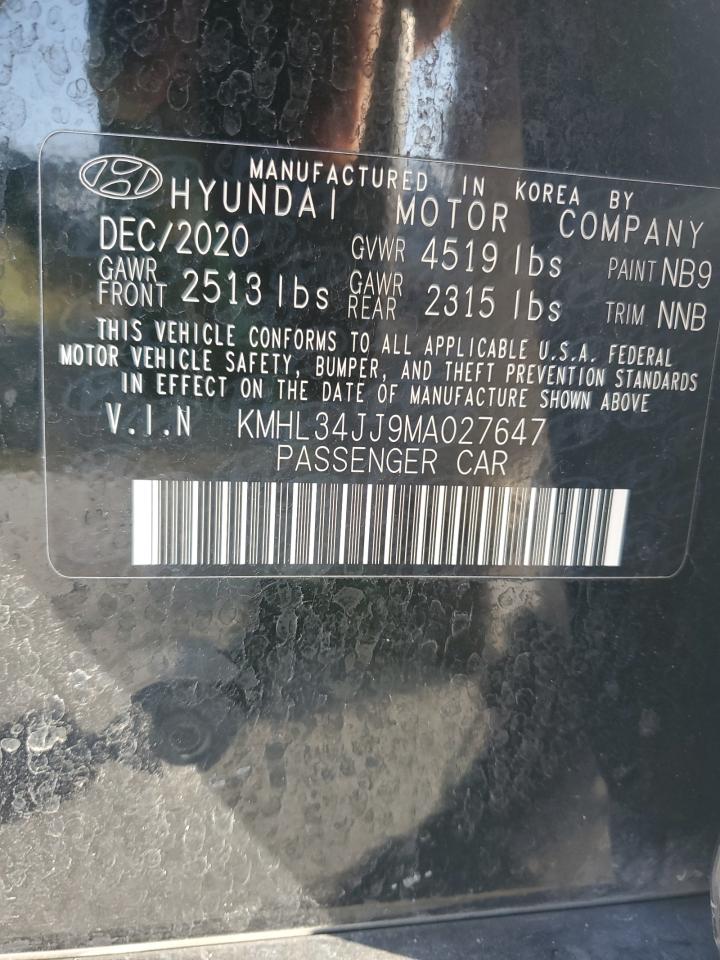 MANUFACTURED IN KOREA BY
HYUNDAI MOTOR COMPANY
DEC/2020 GVWR 4519 lbs PAINT NB9
GAWR FRONT 2513 lbs GAWR REAR 2315 lbs TRIM NNB
THIS VEHICLE CONFORMS TO ALL APPLICABLE U.S.A. FEDERAL
MOTOR VEHICLE SAFETY, BUMPER, AND THEFT PREVENTION STANDARDS
IN EFFECT ON THE DATE OF MANUFACTURE SHOWN ABOVE
V.I.N KMHL34JJ9MA027647
PASSENGER CAR